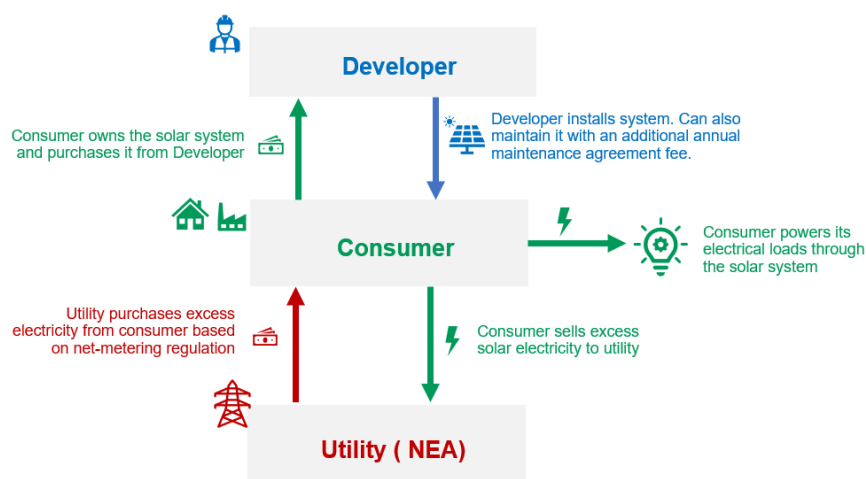 Developer
Consumer owns the solar system
and purchases it from Developer
Developer installs system. Can also
maintain it with an additional annual
maintenance agreement fee.
Consumer
Consumer powers its
electrical loads through
the solar system
Utility purchases excess
electricity from consumer based
on net-metering regulation
Consumer sells excess
solar electricity to utility
Utility ( NEA)